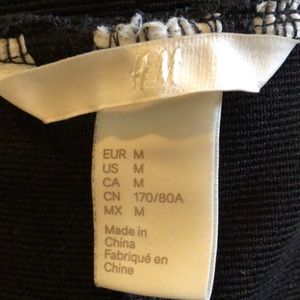 H&M
EUR M
US M
CA M
CN 170/80A
MX M
Made in
China
Fabriqué en
Chine